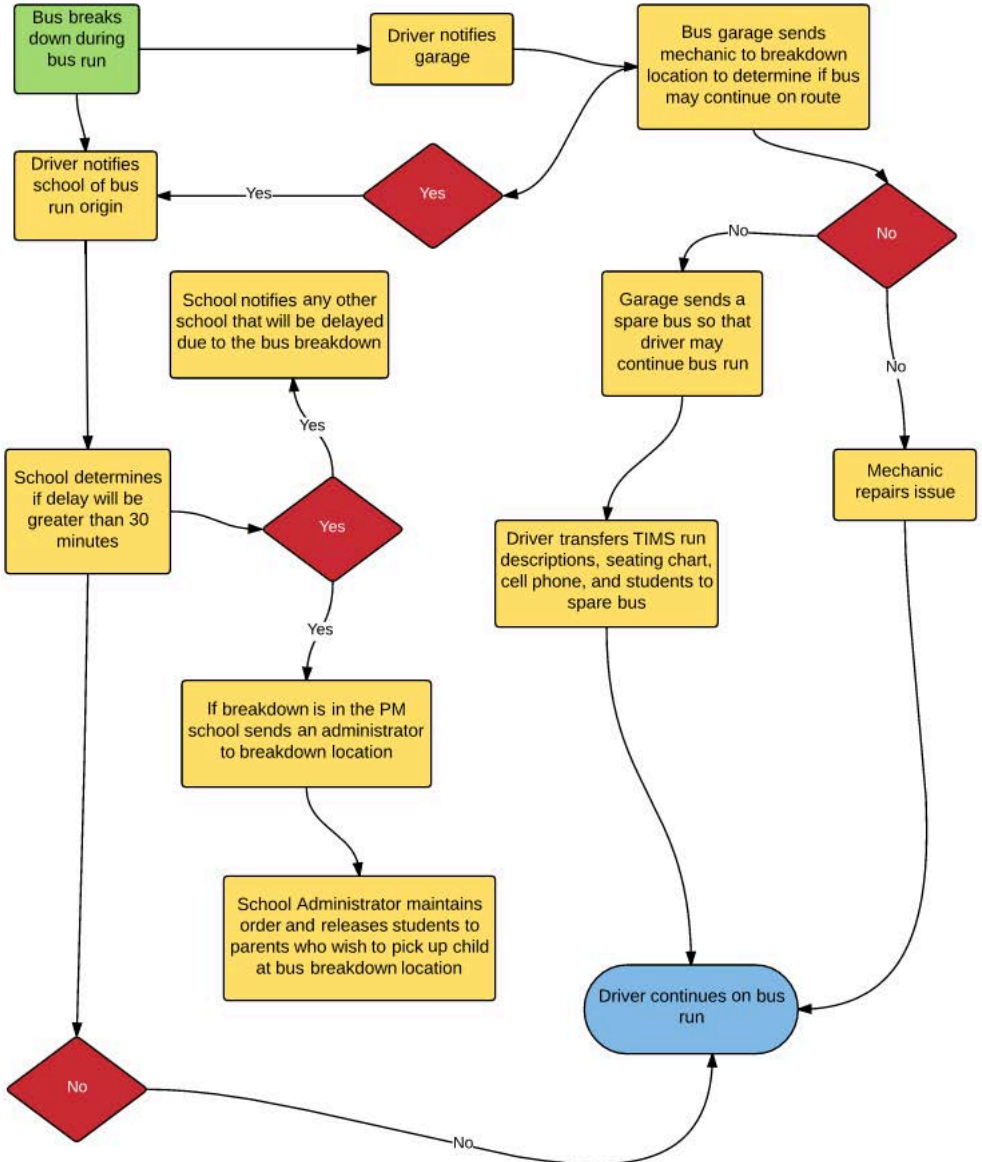 Bus breaks
down during
bus run
Driver notifies
garage
Bus garage sends
mechanic to breakdown
location to determine if bus
may continue on route
Driver notifies
school of bus
run origin
Yes
Yes
No
No
No
School notifies any other
school that will be delayed
due to the bus breakdown
Garage sends a
spare bus so that
driver may
continue bus run
Yes
School determines
if delay will be
greater than 30
minutes
Yes
Mechanic
repairs issue
Driver transfers TIMS run
descriptions, seating chart,
cell phone, and students to
spare bus
Yes
If breakdown is in the PM
school sends an administrator
to breakdown location
School Administrator maintains
order and releases students to
parents who wish to pick up child
at bus breakdown location
Driver continues on bus
run
No
No